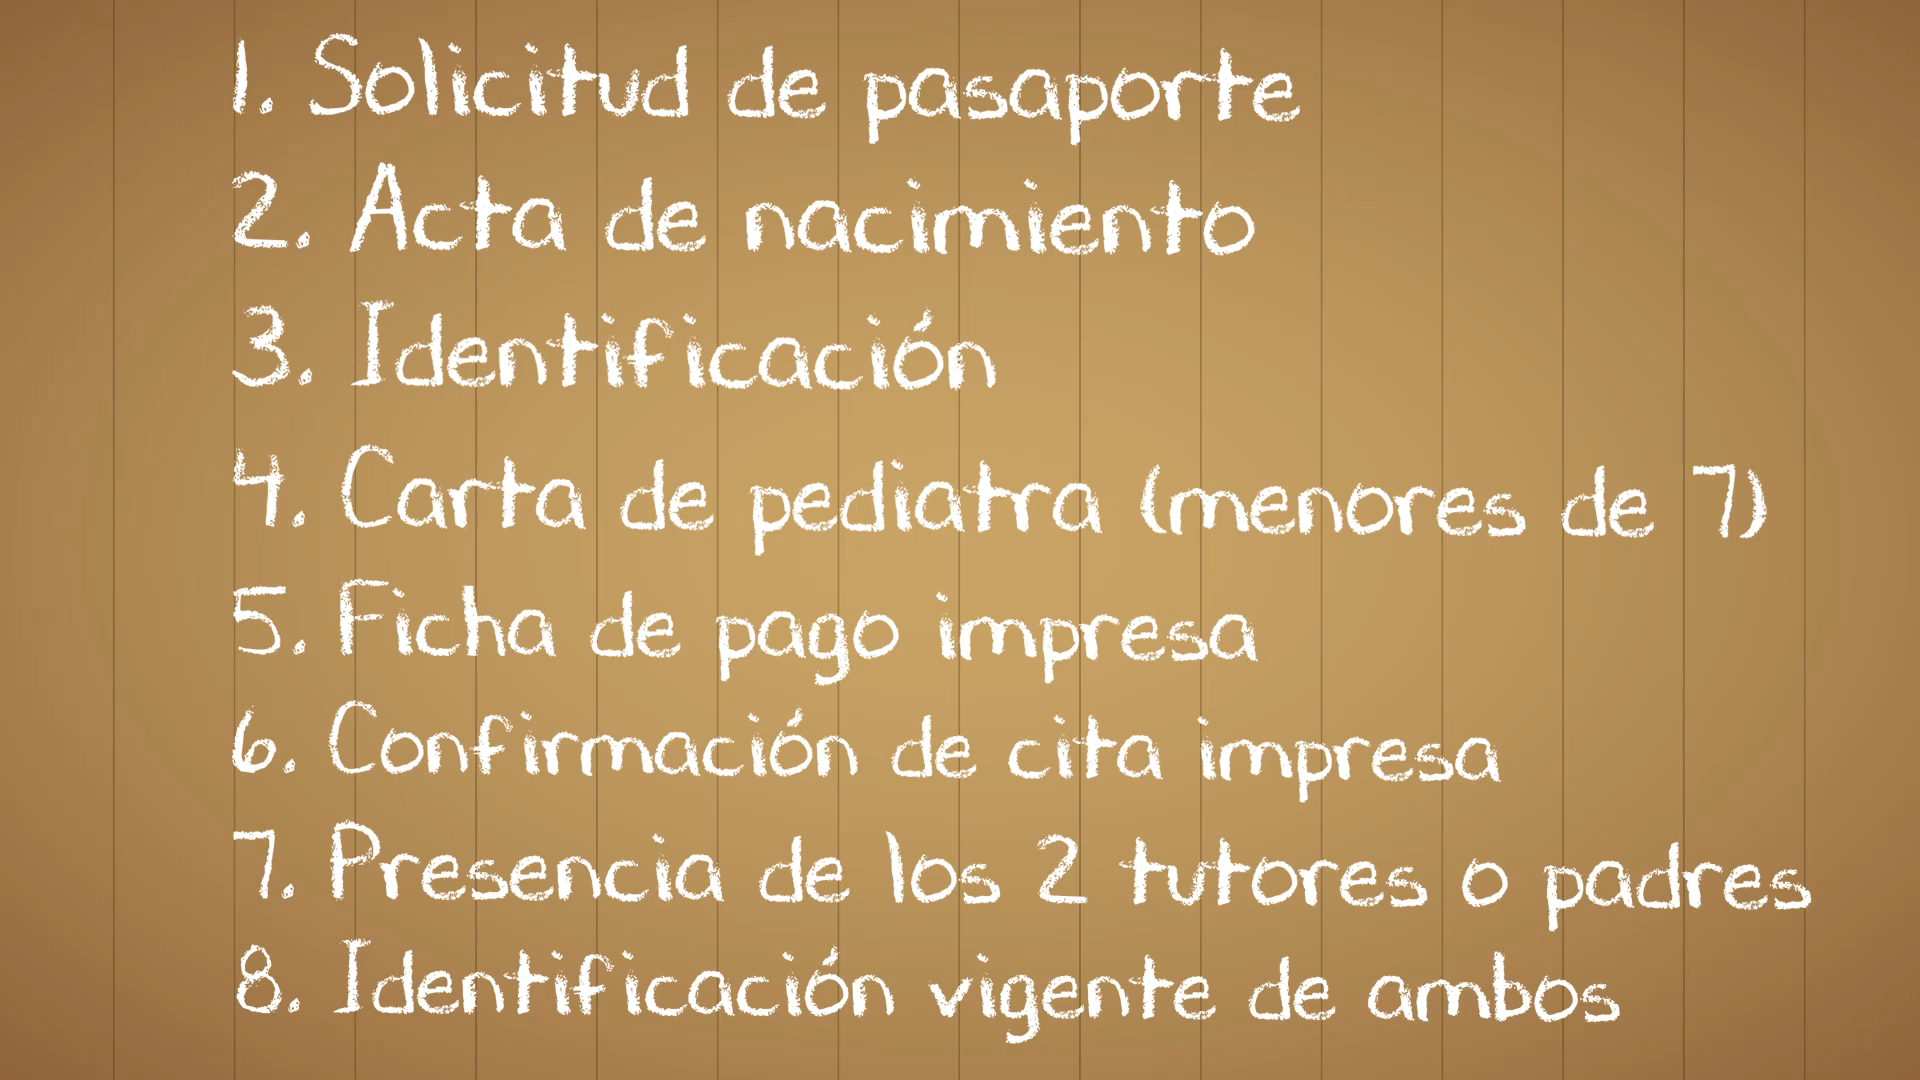 1. Solicitud de pasaporte
2. Acta de nacimiento
3. Identificación
4. Carta de pediatra (menores de 7)
5. Ficha de pago impresa
6. Confirmación de cita impresa
7. Presencia de los 2 tutores o padres
8. Identificación vigente de ambos